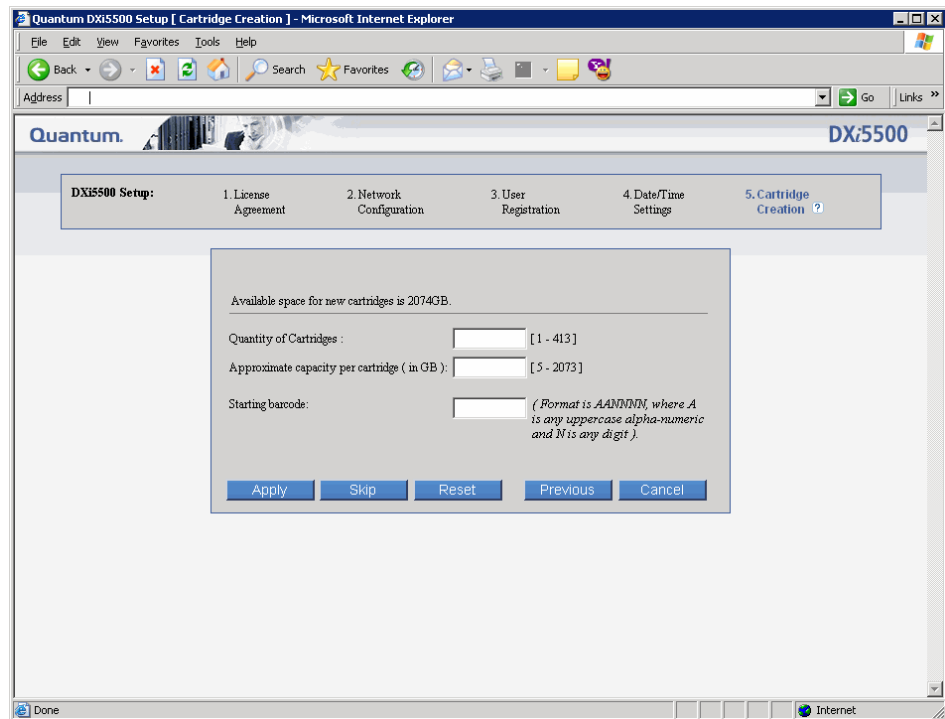 Quantum DXi5500 Setup [ Cartridge Creation ] - Microsoft Internet Explorer
File Edit View Favorites Tools Help
Back Search Favorites
Address Go Links »
Quantum. DXi5500
DXi5500 Setup: 1. License Agreement 2. Network Configuration 3. User Registration 4. Date/Time Settings 5. Cartridge Creation ?
Available space for new cartridges is 2074GB.
Quantity of Cartridges : [ 1 - 413 ]
Approximate capacity per cartridge ( in GB ): [ 5 - 2073 ]
Starting barcode: ( Format is AANNNN, where A
is any uppercase alpha-numeric
and N is any digit ).
Apply Skip Reset Previous Cancel
Done Internet